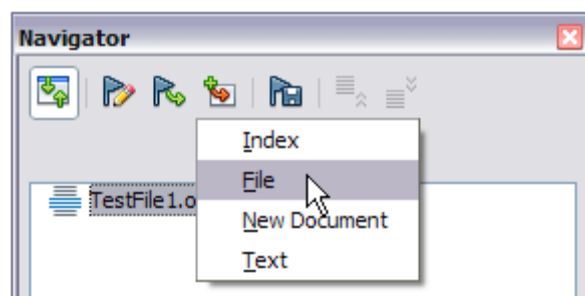 Navigator
Index
File
TestFile1.o
New Document
Text